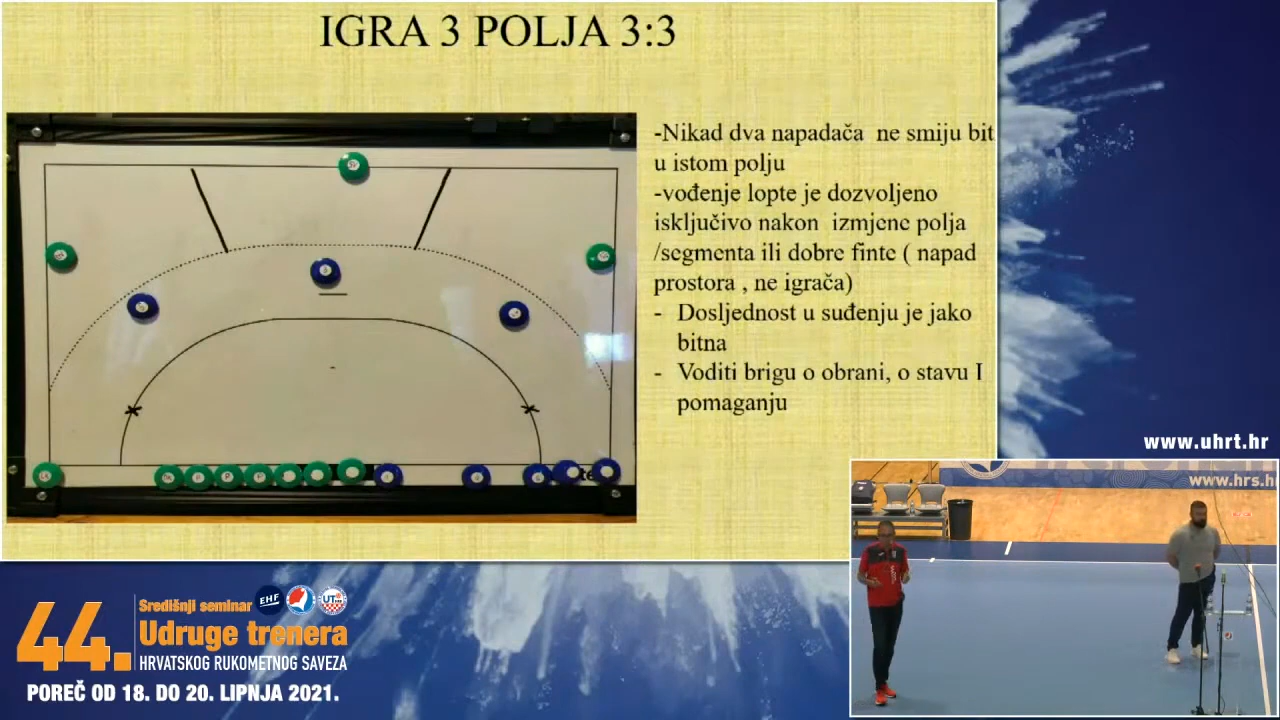 IGRA 3 POLJA 3:3
-Nikad dva napadača ne smiju bit
u istom polju
-vođenje lopte je dozvoljeno
isključivo nakon izmjene polja
/segmenta ili dobre finte ( napad
prostora , ne igrača)
- Dosljednost u suđenju je jako
bitna
- Voditi brigu o obrani, o stavu I
pomaganju
www.uhrt.hr
www.hrs.h
44.
Središnji seminar
EHF
UT
Udruge trenera
HRVATSKOG RUKOMETNOG SAVEZA
POREČ OD 18. DO 20. LIPNJA 2021.